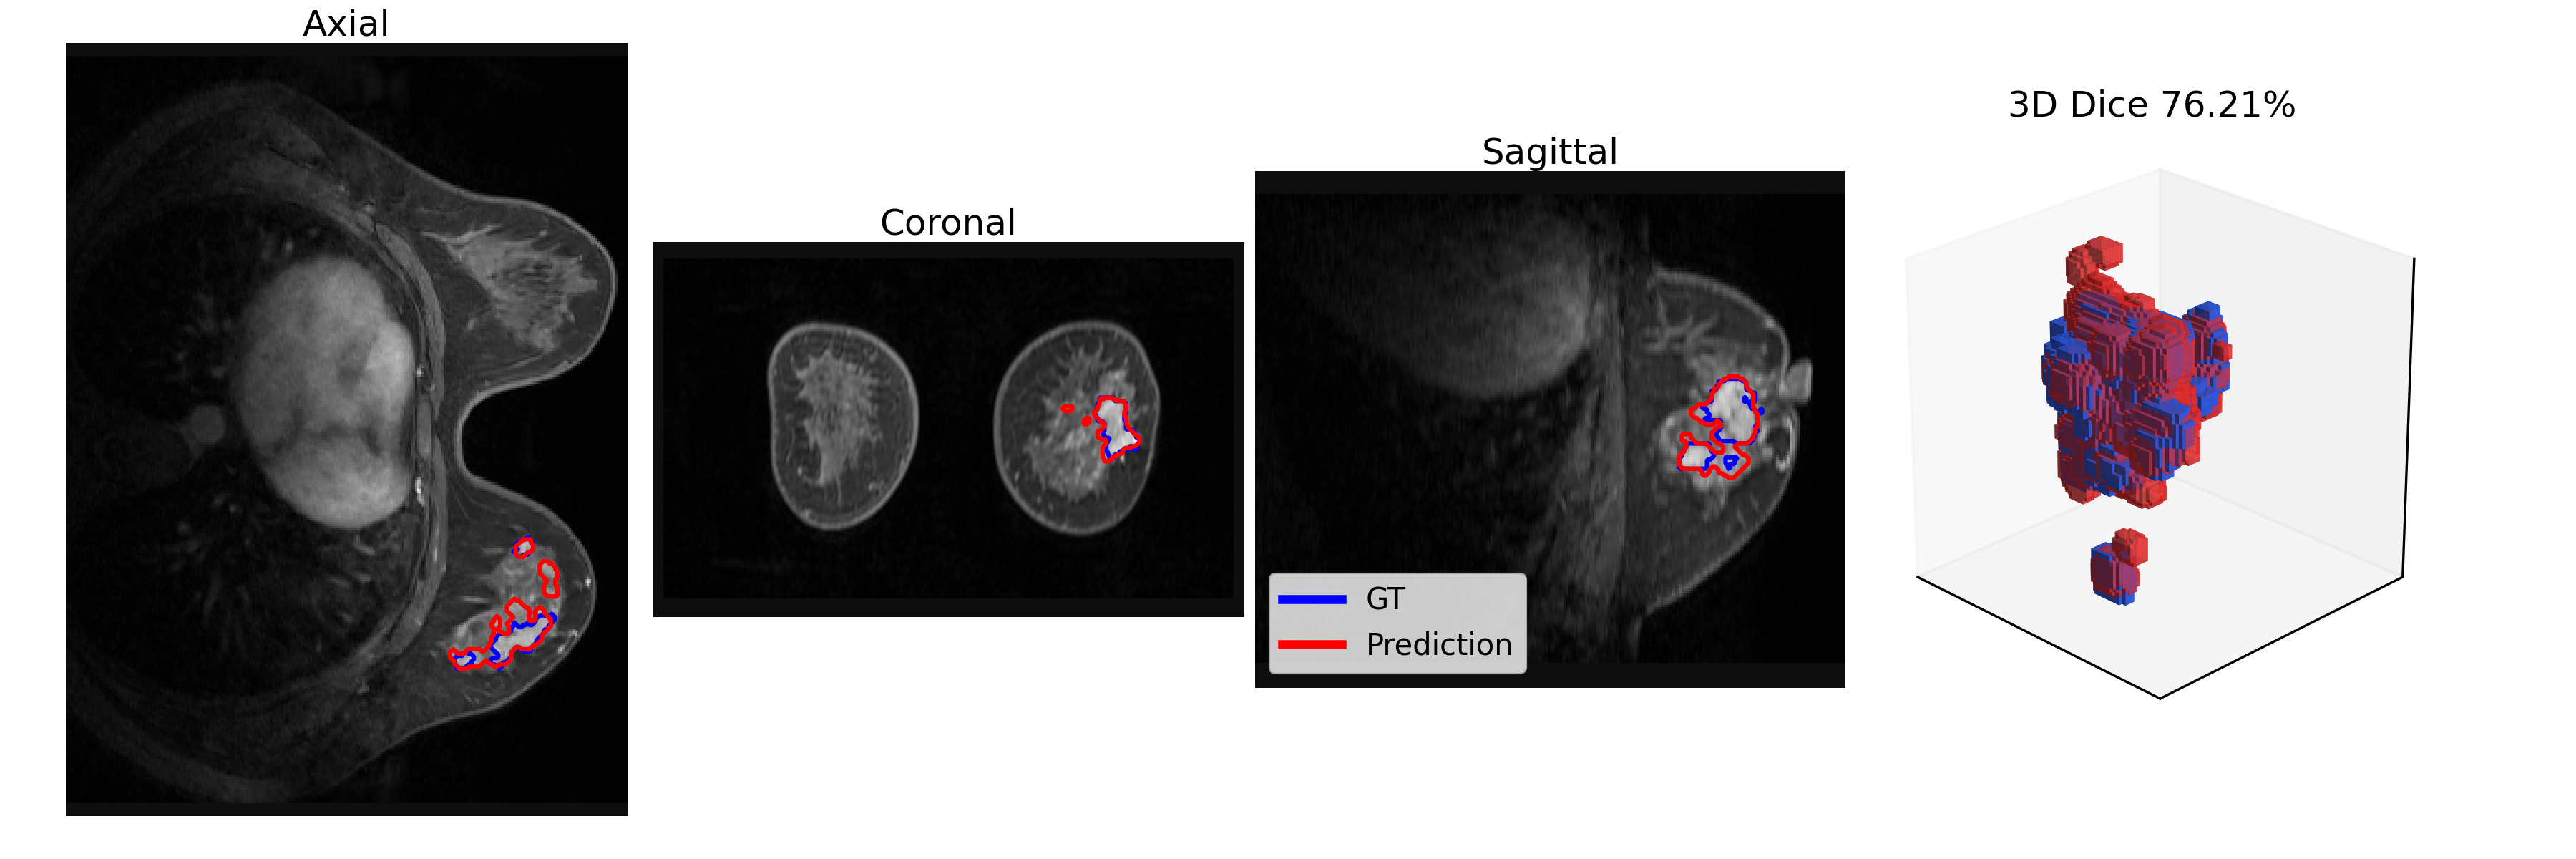 Axial
Coronal
Sagittal
GT
Prediction
3D Dice 76.21%